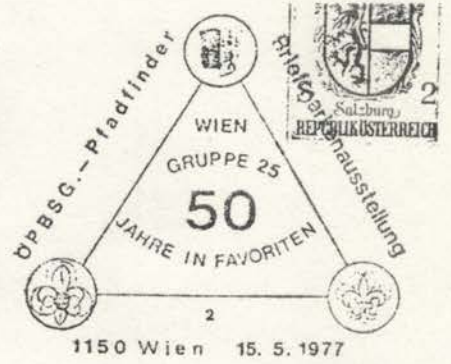 ÖPBSG.-Pfadfinder
Briefmarkenausstellung
2
Salzburg
REPUBLIK ÖSTERREICH
WIEN
GRUPPE 25
50
JAHRE IN FAVORITEN
2
1150 Wien 15. 5. 1977